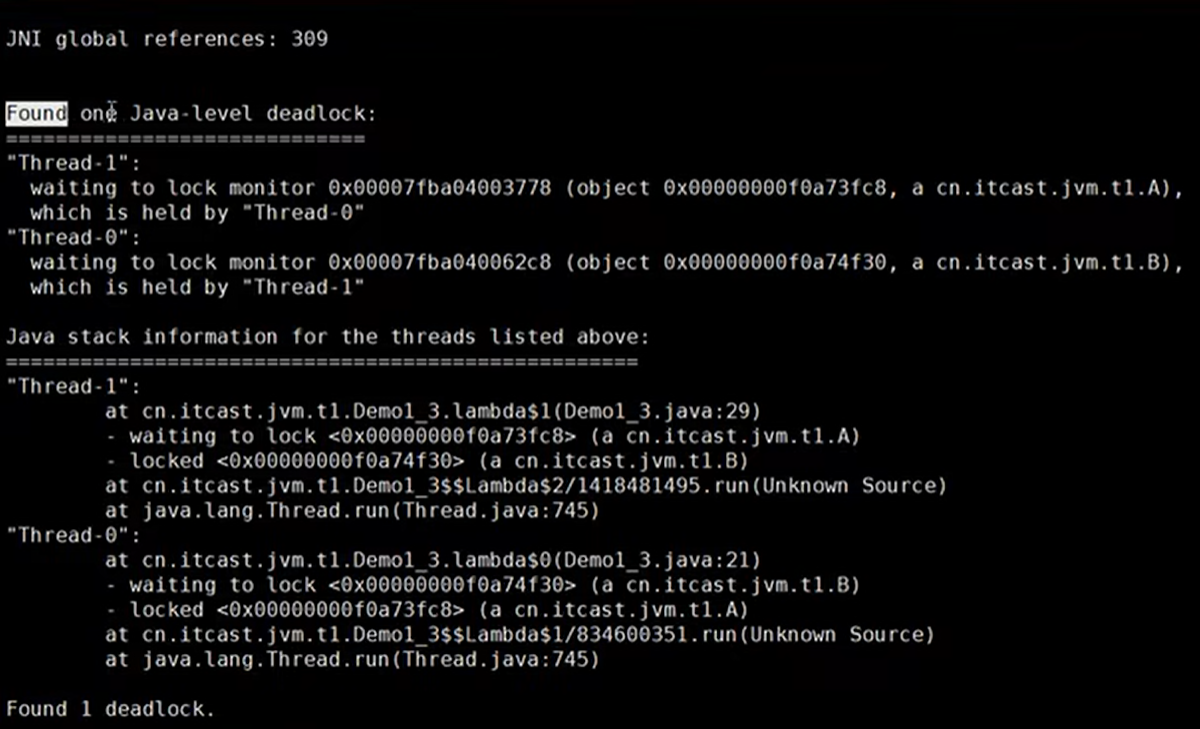 JNI global references: 309
Found one Java-level deadlock:
=============================
"Thread-1":
  waiting to lock monitor 0x00007fba04003778 (object 0x00000000f0a73fc8, a cn.itcast.jvm.t1.A),
  which is held by "Thread-0"
"Thread-0":
  waiting to lock monitor 0x00007fba040062c8 (object 0x00000000f0a74f30, a cn.itcast.jvm.t1.B),
  which is held by "Thread-1"
Java stack information for the threads listed above:
===================================================
"Thread-1":
        at cn.itcast.jvm.t1.Demo1_3.lambda$1(Demo1_3.java:29)
        - waiting to lock <0x00000000f0a73fc8> (a cn.itcast.jvm.t1.A)
        - locked <0x00000000f0a74f30> (a cn.itcast.jvm.t1.B)
        at cn.itcast.jvm.t1.Demo1_3$$Lambda$2/1418481495.run(Unknown Source)
        at java.lang.Thread.run(Thread.java:745)
"Thread-0":
        at cn.itcast.jvm.t1.Demo1_3.lambda$0(Demo1_3.java:21)
        - waiting to lock <0x00000000f0a74f30> (a cn.itcast.jvm.t1.B)
        - locked <0x00000000f0a73fc8> (a cn.itcast.jvm.t1.A)
        at cn.itcast.jvm.t1.Demo1_3$$Lambda$1/834600351.run(Unknown Source)
        at java.lang.Thread.run(Thread.java:745)
Found 1 deadlock.